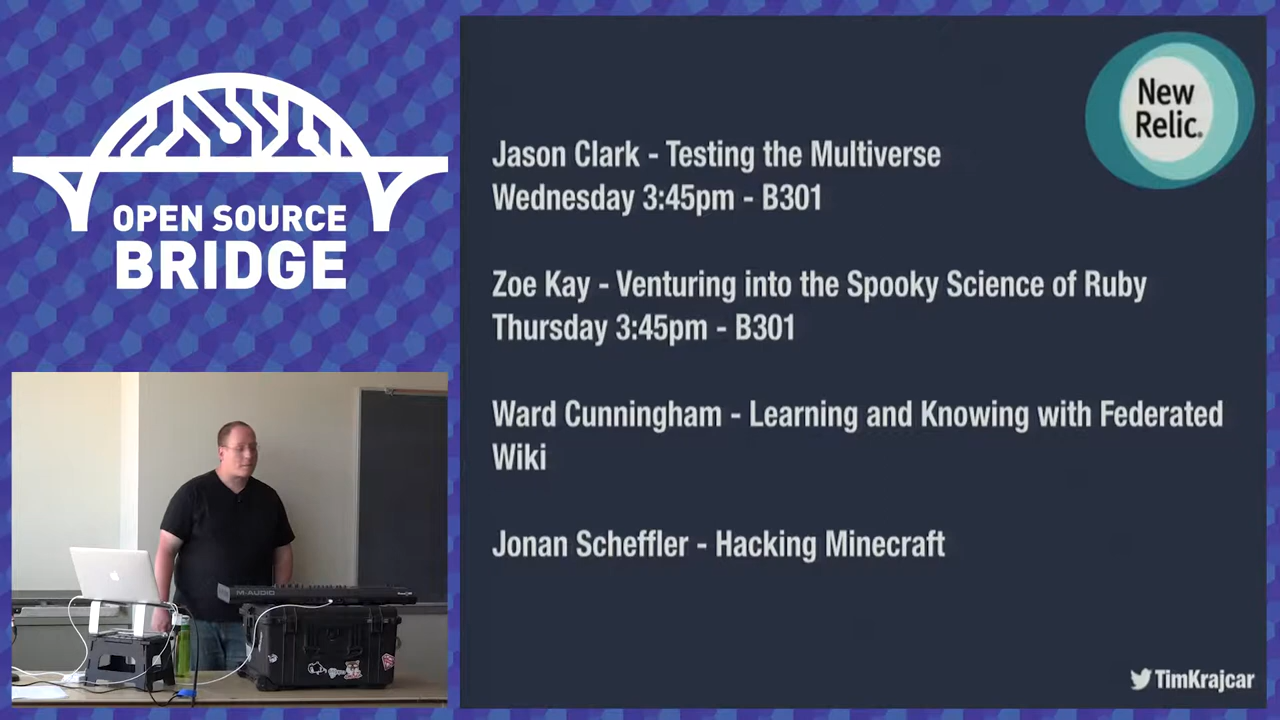 OPEN SOURCE
BRIDGE
New
Relic.
Jason Clark - Testing the Multiverse
Wednesday 3:45pm - B301
Zoe Kay - Venturing into the Spooky Science of Ruby
Thursday 3:45pm - B301
Ward Cunningham - Learning and Knowing with Federated
Wiki
Jonan Scheffler - Hacking Minecraft
TimKrajcar
M-AUDIO